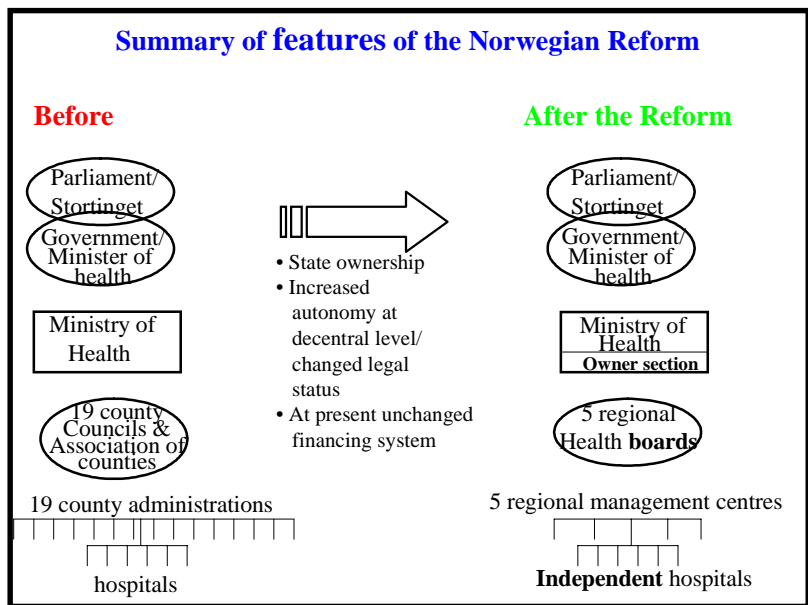 Summary of features of the Norwegian Reform
Before
Parliament/
Stortinget
Government/
Minister of
health
Ministry of
Health
19 county
Councils &
Association of
counties
19 county administrations
hospitals
• State ownership
• Increased
autonomy at
decentral level/
changed legal
status
• At present unchanged
financing system
After the Reform
Parliament/
Stortinget
Government/
Minister of
health
Ministry of
Health
Owner section
5 regional
Health boards
5 regional management centres
Independent hospitals